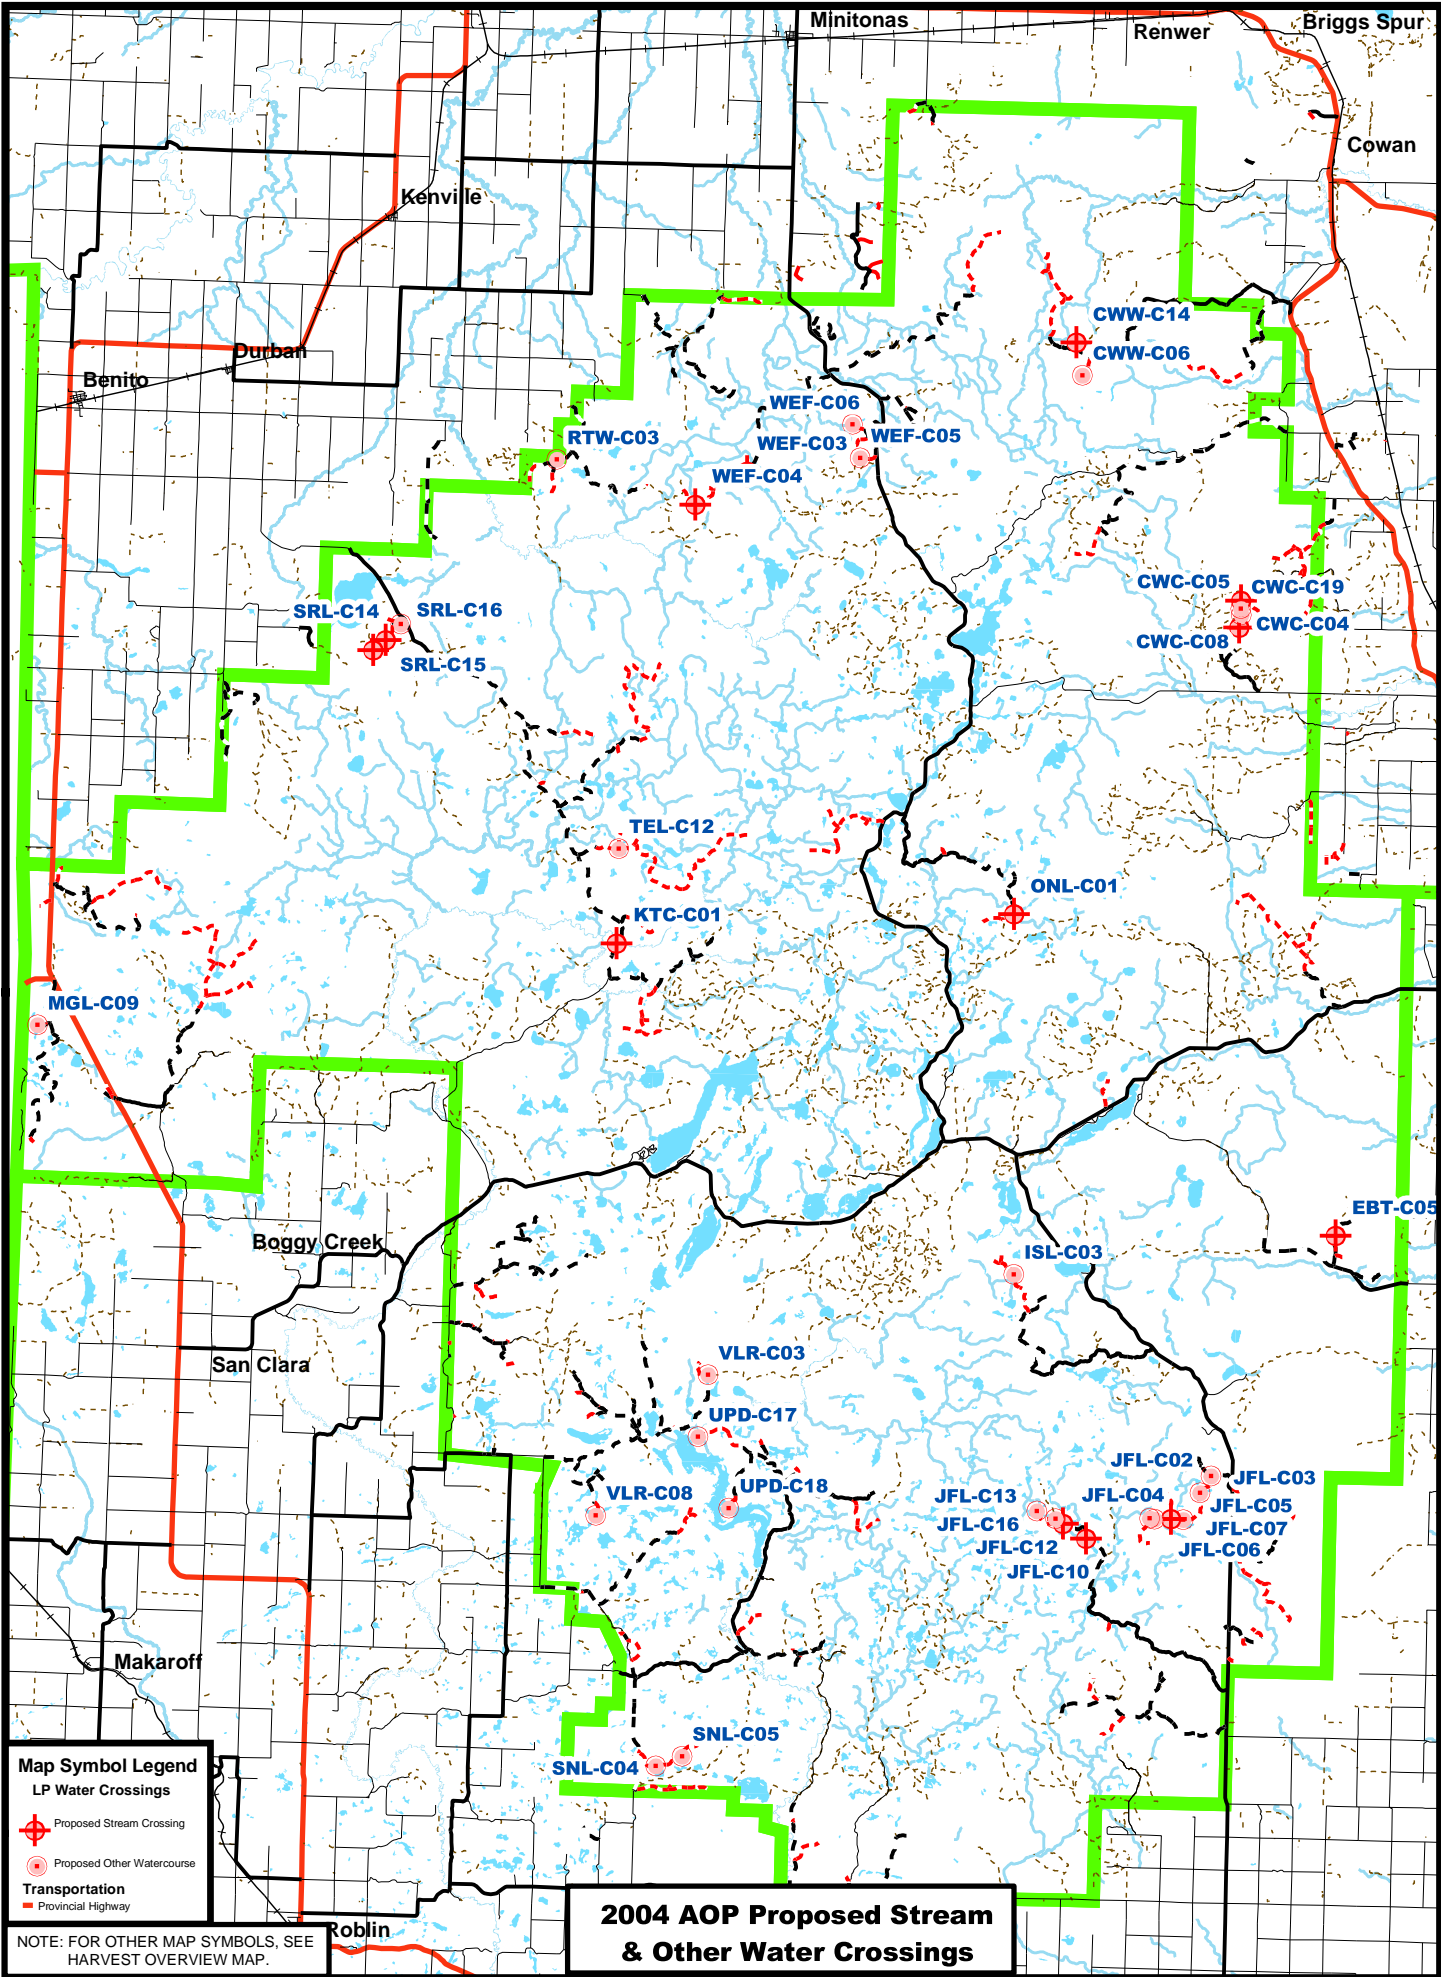 Minitonas
Renwer
Briggs Spur
Cowan
Kenville
Durban
Benito
CWW-C14
CWW-C06
WEF-C06
WEF-C03
WEF-C05
RTW-C03
WEF-C04
CWC-C05
CWC-C19
CWC-C04
CWC-C08
SRL-C14
SRL-C16
SRL-C15
TEL-C12
ONL-C01
KTC-C01
MGL-C09
EBT-C05
Boggy Creek
ISL-C03
San Clara
VLR-C03
UPD-C17
VLR-C08
UPD-C18
JFL-C02
JFL-C03
JFL-C13
JFL-C04
JFL-C05
JFL-C16
JFL-C07
JFL-C12
JFL-C06
JFL-C10
Makaroff
SNL-C05
SNL-C04
Map Symbol Legend
LP Water Crossings
Proposed Stream Crossing
Proposed Other Watercourse
Transportation
Provincial Highway
Roblin
NOTE: FOR OTHER MAP SYMBOLS, SEE
HARVEST OVERVIEW MAP.
2004 AOP Proposed Stream
& Other Water Crossings